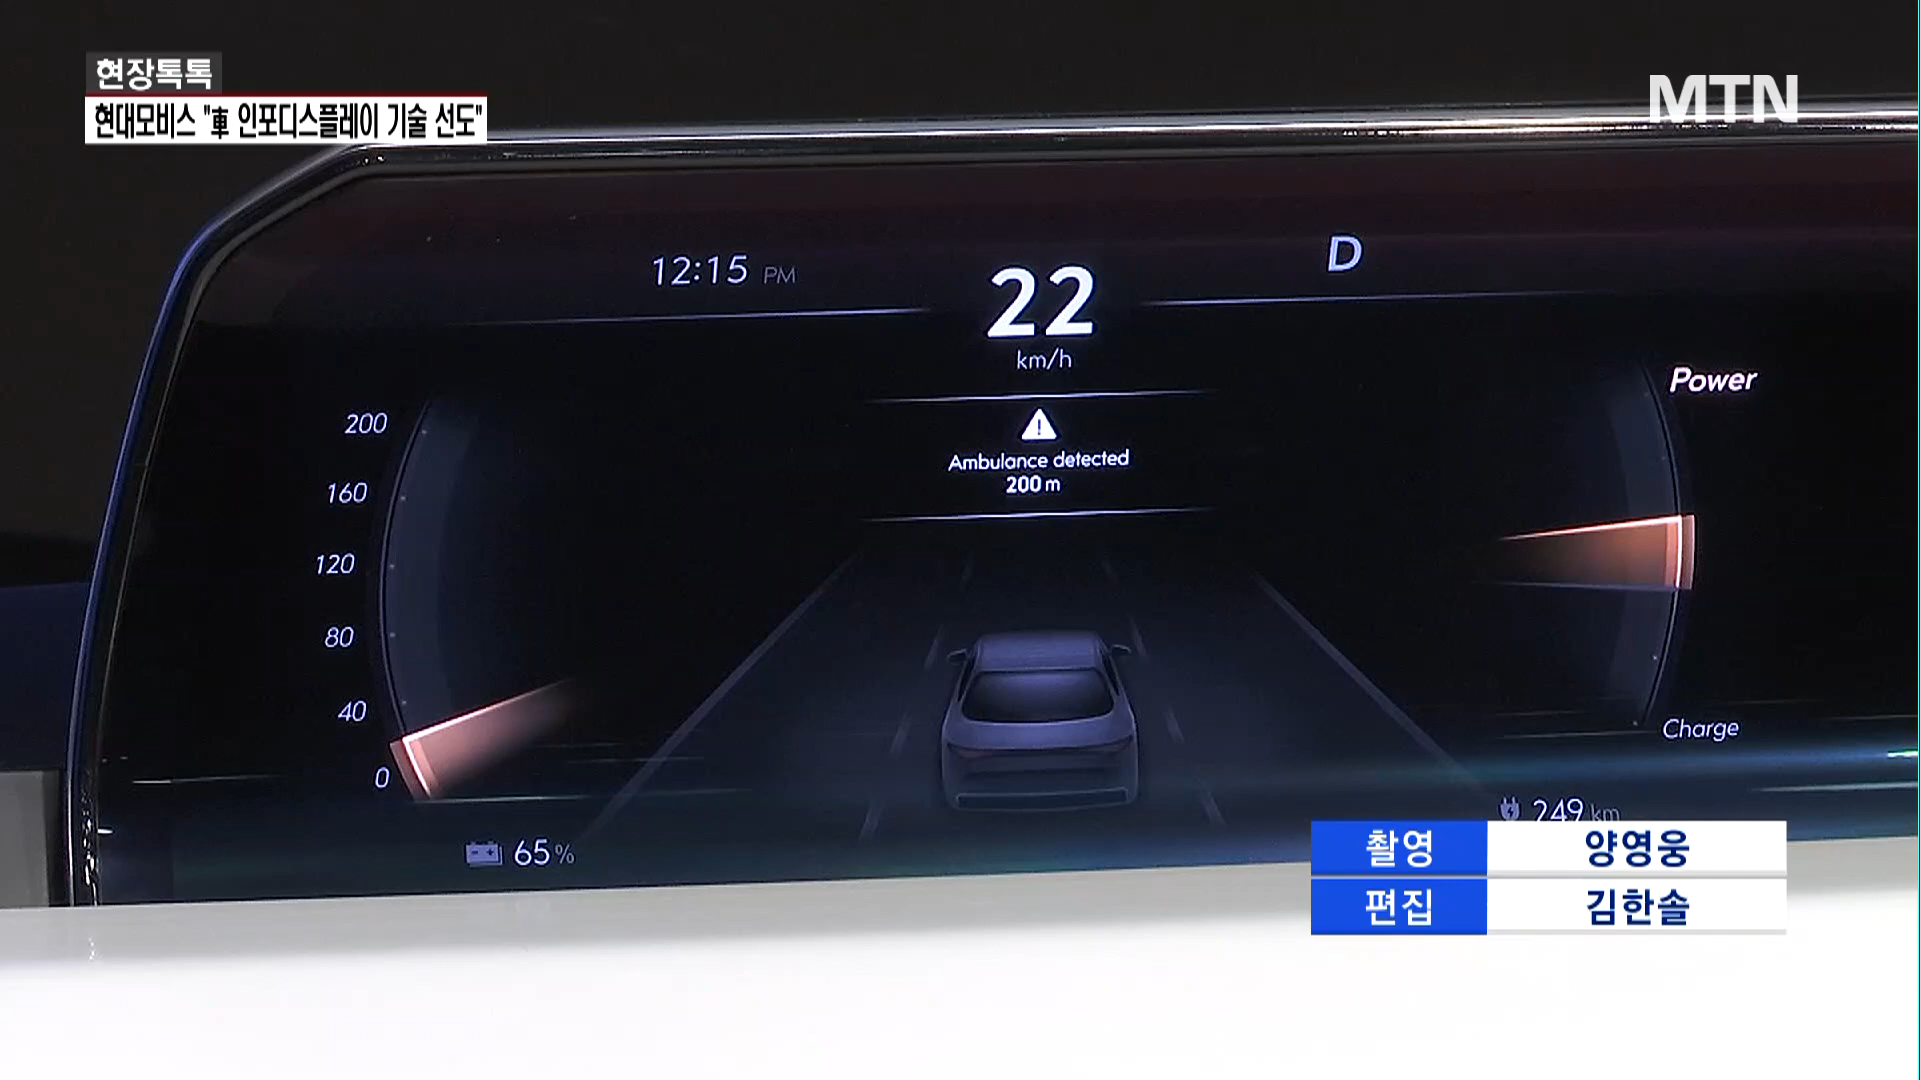 현장톡톡
현대모비스 "車 인포디스플레이 기술 선도"
MTN
12:15 PM
22
km/h
D
Ambulance detected
200 m
200
160
120
80
40
0
Power
Charge
65%
249 km
촬영 양영웅
편집 김한솔